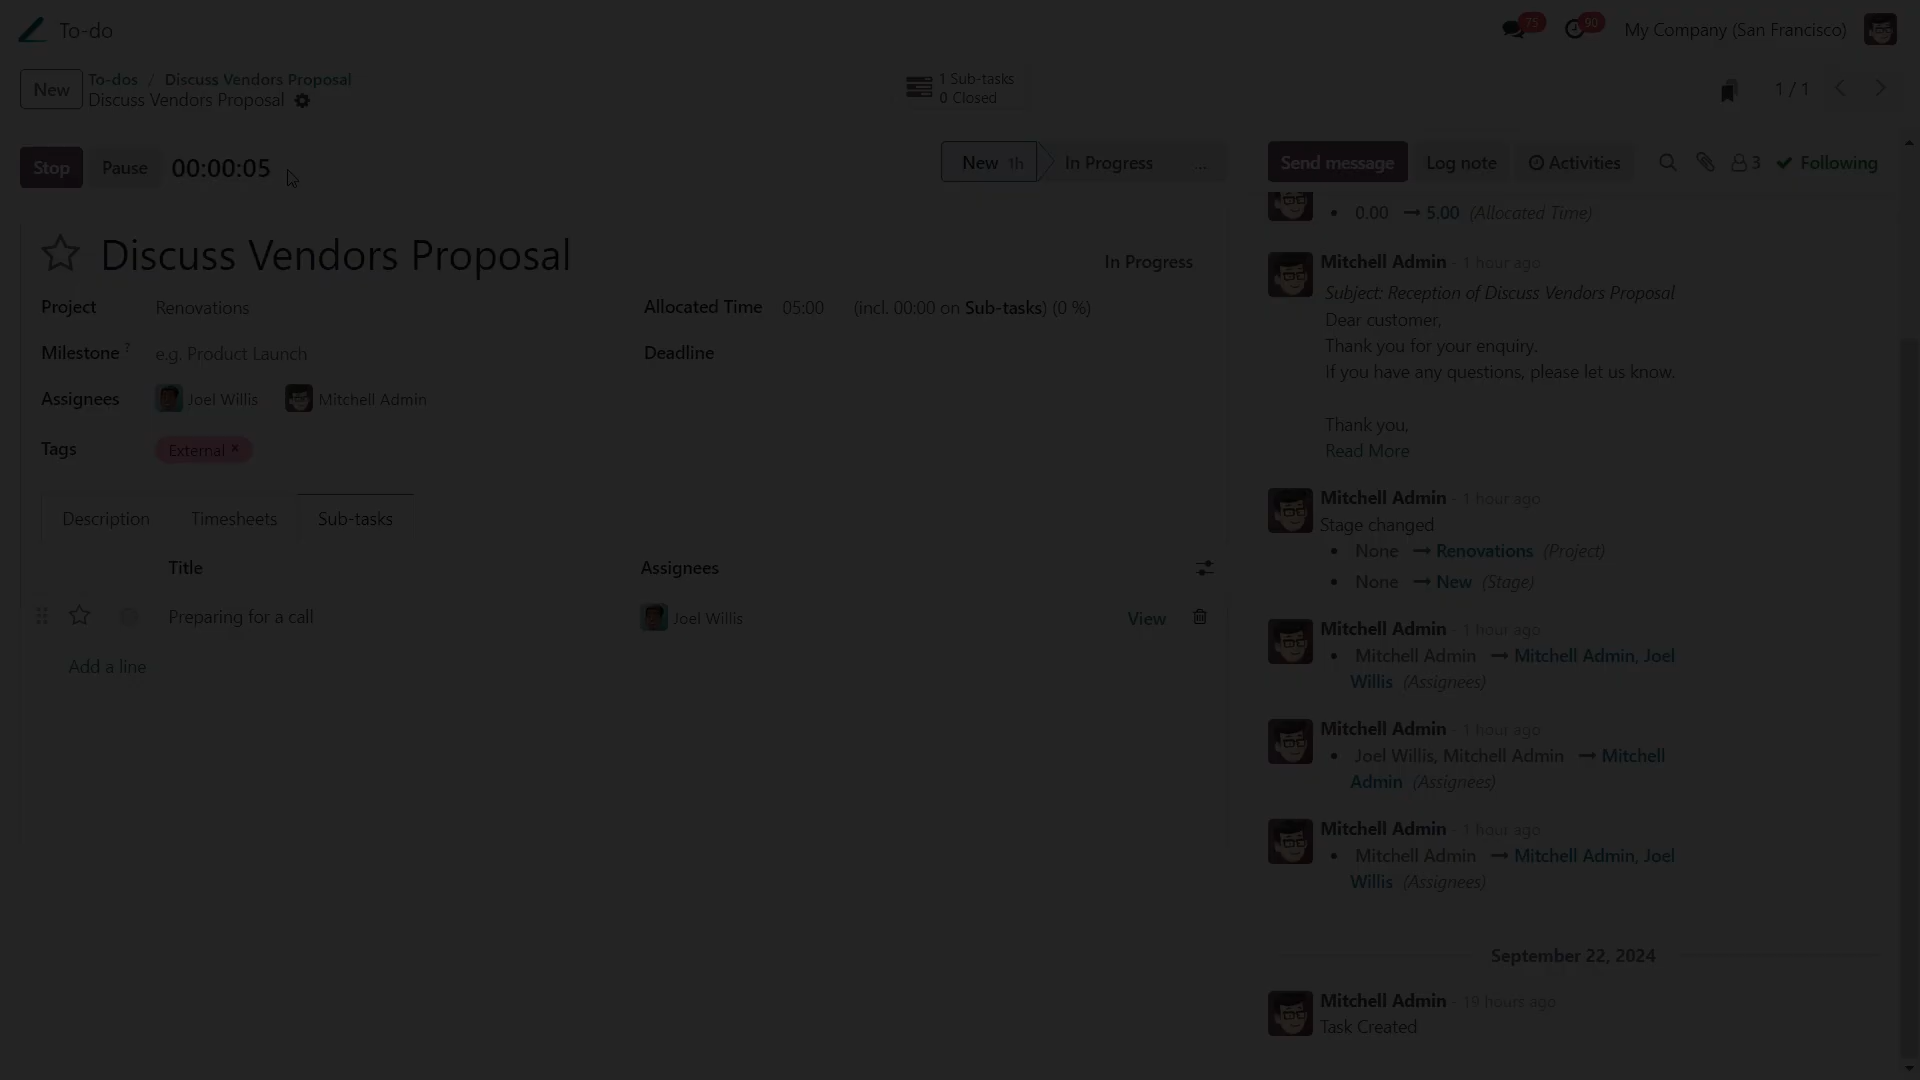 To-do
75
90
My Company (San Francisco)
New
To-dos / Discuss Vendors Proposal
Discuss Vendors Proposal
1 Sub-tasks
0 Closed
1 / 1
Stop
Pause
00:00:05
New 1h
In Progress
...
Send message
Log note
Activities
3
Following
Discuss Vendors Proposal
In Progress
Project
Renovations
Allocated Time
05:00
(incl. 00:00 on Sub-tasks) (0 %)
Milestone ?
e.g. Product Launch
Deadline
Assignees
Joel Willis
Mitchell Admin
Tags
External ×
Description
Timesheets
Sub-tasks
Title
Assignees
Preparing for a call
Joel Willis
View
Add a line
• 0.00 → 5.00 (Allocated Time)
Mitchell Admin - 1 hour ago
Subject: Reception of Discuss Vendors Proposal
Dear customer,
Thank you for your enquiry.
If you have any questions, please let us know.
Thank you,
Read More
Mitchell Admin - 1 hour ago
Stage changed
• None → Renovations (Project)
• None → New (Stage)
Mitchell Admin - 1 hour ago
• Mitchell Admin → Mitchell Admin, Joel
Willis (Assignees)
Mitchell Admin - 1 hour ago
• Joel Willis, Mitchell Admin → Mitchell
Admin (Assignees)
Mitchell Admin - 1 hour ago
• Mitchell Admin → Mitchell Admin, Joel
Willis (Assignees)
September 22, 2024
Mitchell Admin - 19 hours ago
Task Created